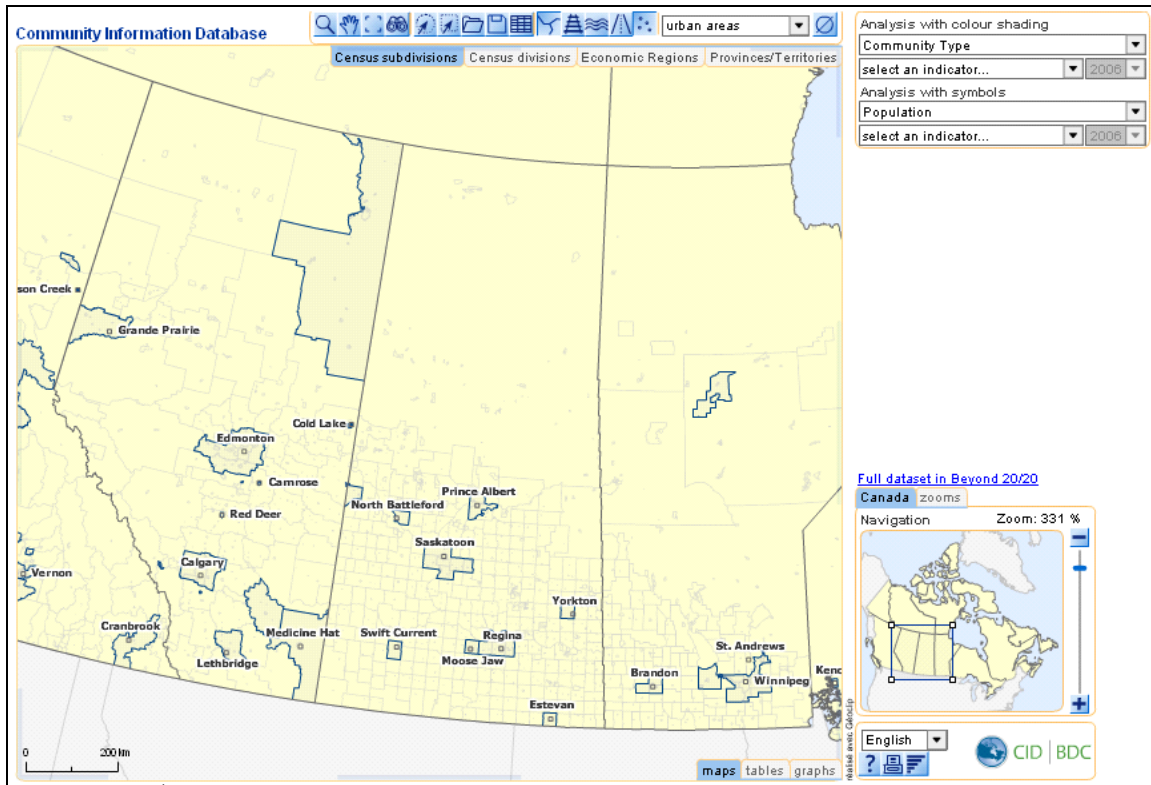 Community Information Database
urban areas
Census subdivisions Census divisions Economic Regions Provinces/Territories
son Creek
Grande Prairie
Cold Lake
Edmonton
Camrose
Prince Albert
North Battleford
Red Deer
Saskatoon
Calgary
Vernon
Yorkton
Cranbrook
Medicine Hat
Swift Current
Regina
Moose Jaw
Lethbridge
St. Andrews
Brandon
Winnipeg
Keno
Estevan
0 200 km
maps tables graphs
réalisé avec Géoclip
Analysis with colour shading
Community Type
select an indicator... 2006
Analysis with symbols
Population
select an indicator... 2006
Full dataset in Beyond 20/20
Canada zooms
Navigation Zoom: 331 %
English
?
CID | BDC